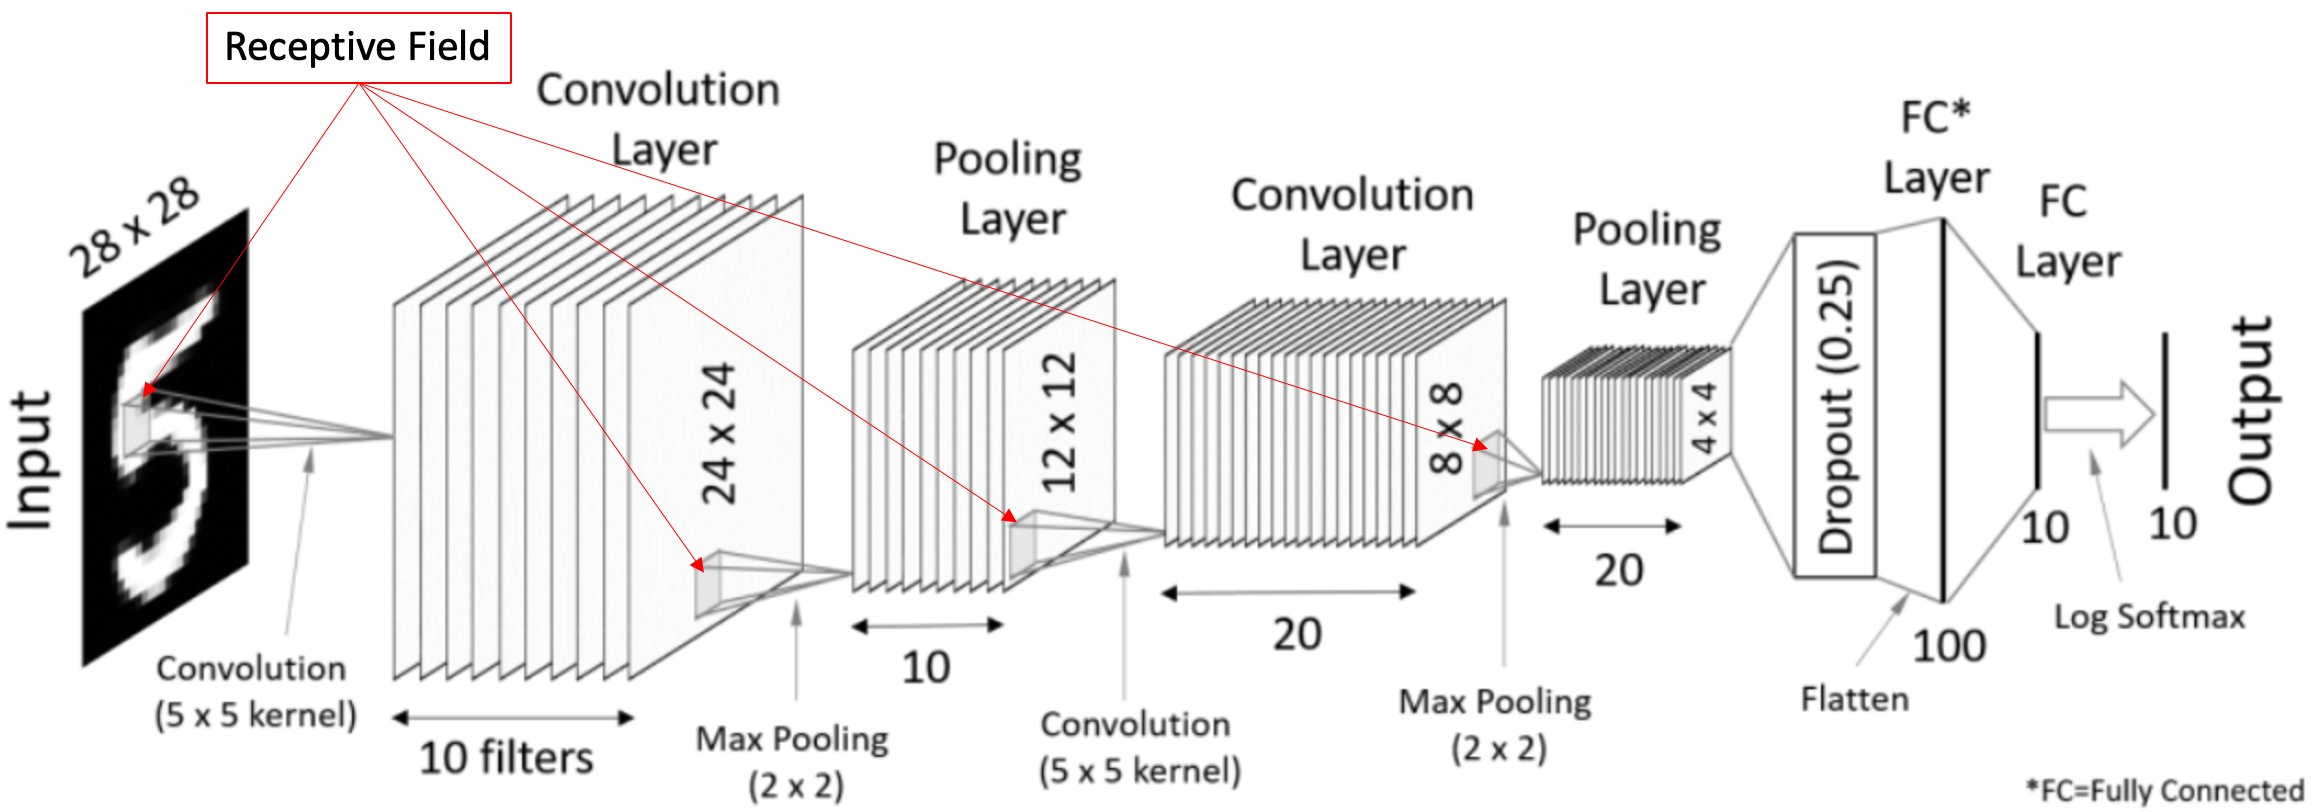 Receptive Field
Convolution
Layer
Pooling
Layer
Convolution
Layer
Pooling
Layer
FC*
Layer
FC
Layer
Input
28 x 28
24 x 24
12 x 12
8 x 8
4 x 4
Dropout (0.25)
Output
Convolution
(5 x 5 kernel)
10 filters
Max Pooling
(2 x 2)
10
Convolution
(5 x 5 kernel)
20
Max Pooling
(2 x 2)
20
Flatten
100
10
Log Softmax
10
*FC=Fully Connected